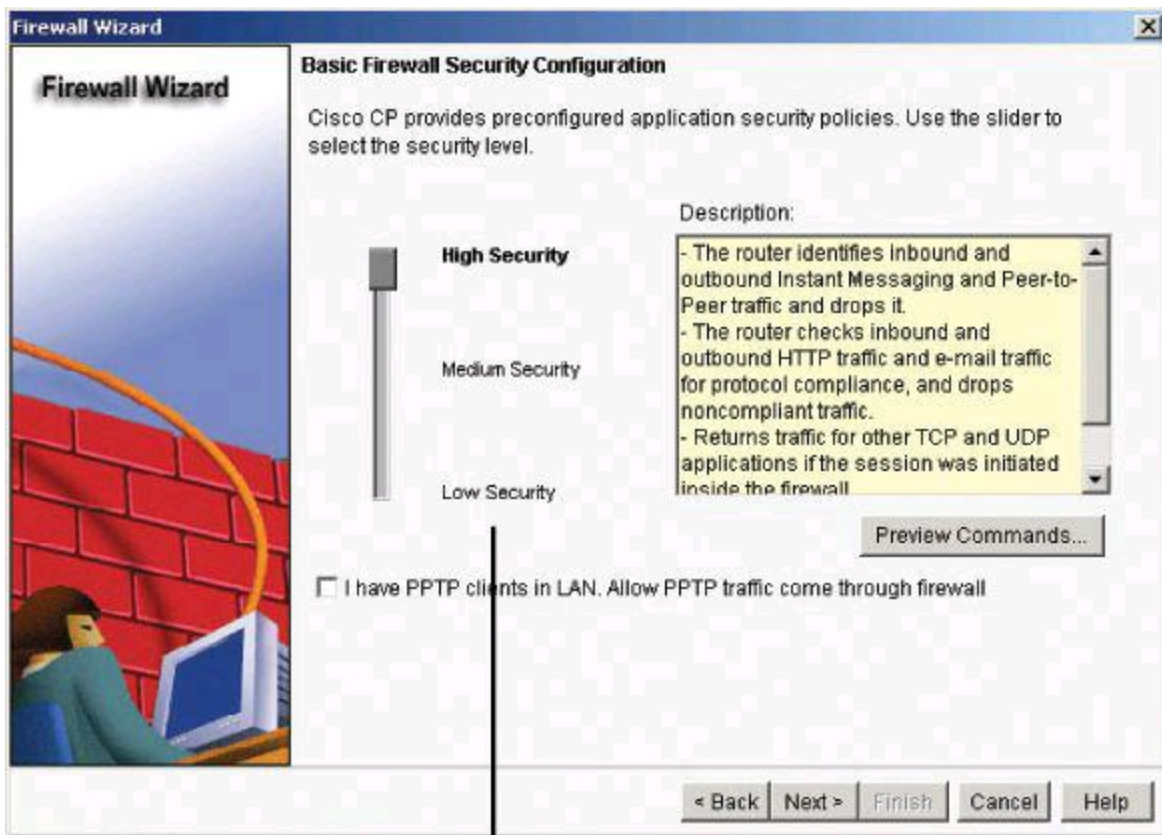 Firewall Wizard
Firewall Wizard
Basic Firewall Security Configuration
Cisco CP provides preconfigured application security policies. Use the slider to
select the security level.
High Security
Medium Security
Low Security
Description:
- The router identifies inbound and
outbound Instant Messaging and Peer-to-
Peer traffic and drops it.
- The router checks inbound and
outbound HTTP traffic and e-mail traffic
for protocol compliance, and drops
noncompliant traffic.
- Returns traffic for other TCP and UDP
applications if the session was initiated
inside the firewall
Preview Commands...
I have PPTP clients in LAN. Allow PPTP traffic come through firewall
< Back
Next >
Finish
Cancel
Help